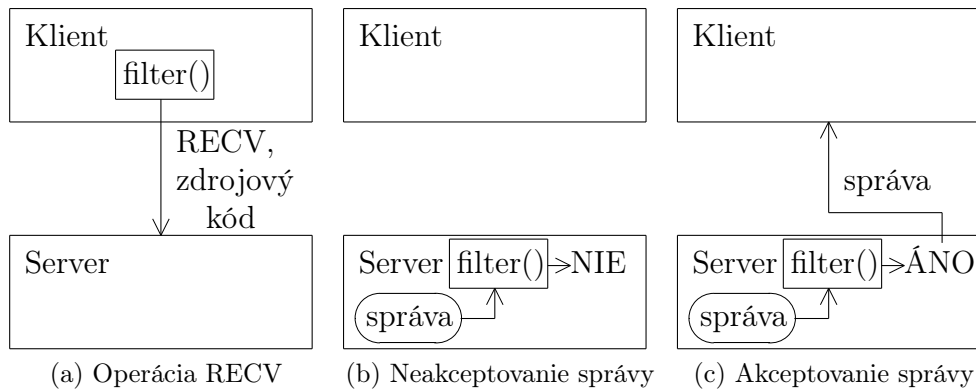 Klient
filter()
RECV,
zdrojový
kód
Server
(a) Operácia RECV
Klient
Server filter() NIE
správa
(b) Neakceptovanie správy
Klient
správa
Server filter() ÁNO
správa
(c) Akceptovanie správy